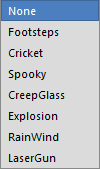 None
Footsteps
Cricket
Spooky
CreepGlass
Explosion
RainWind
LaserGun